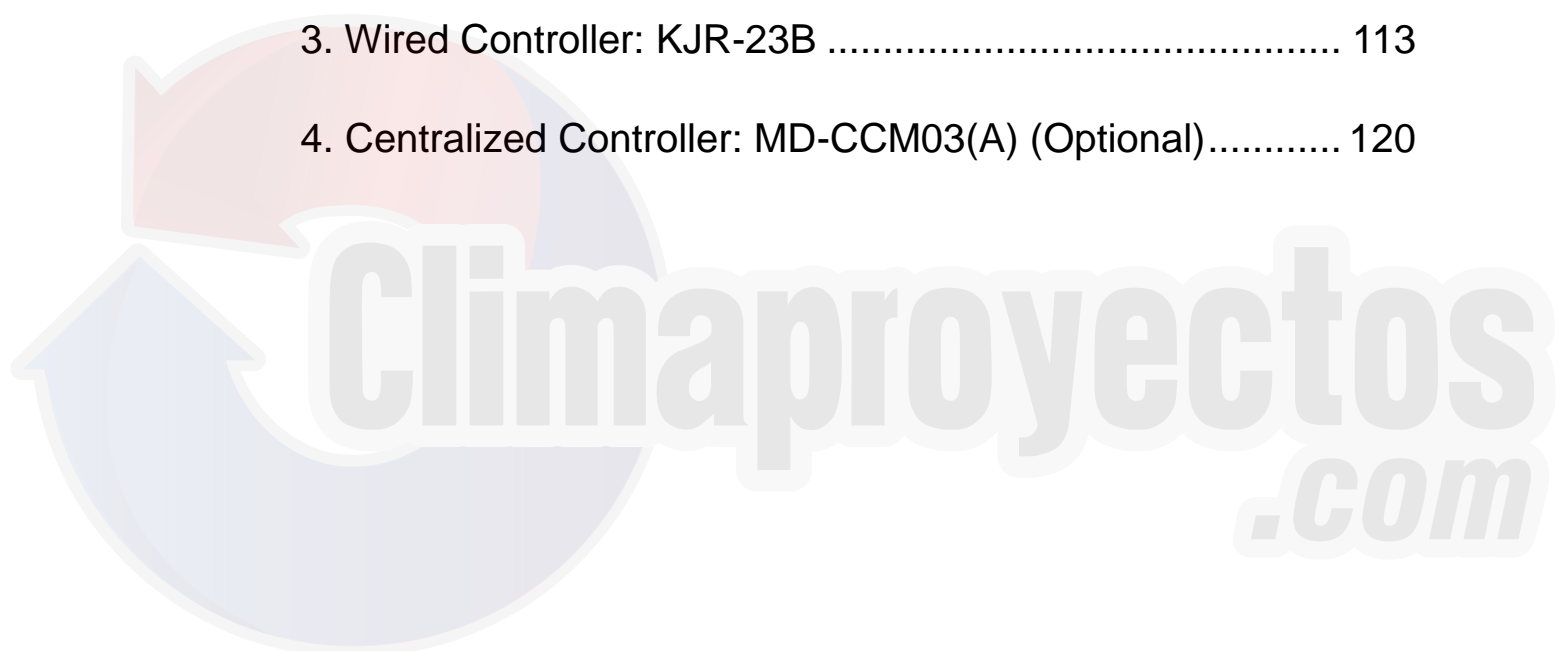 3. Wired Controller: KJR-23B .............................................. 113
4. Centralized Controller: MD-CCM03(A) (Optional)............ 120
Climaproyectos
.com